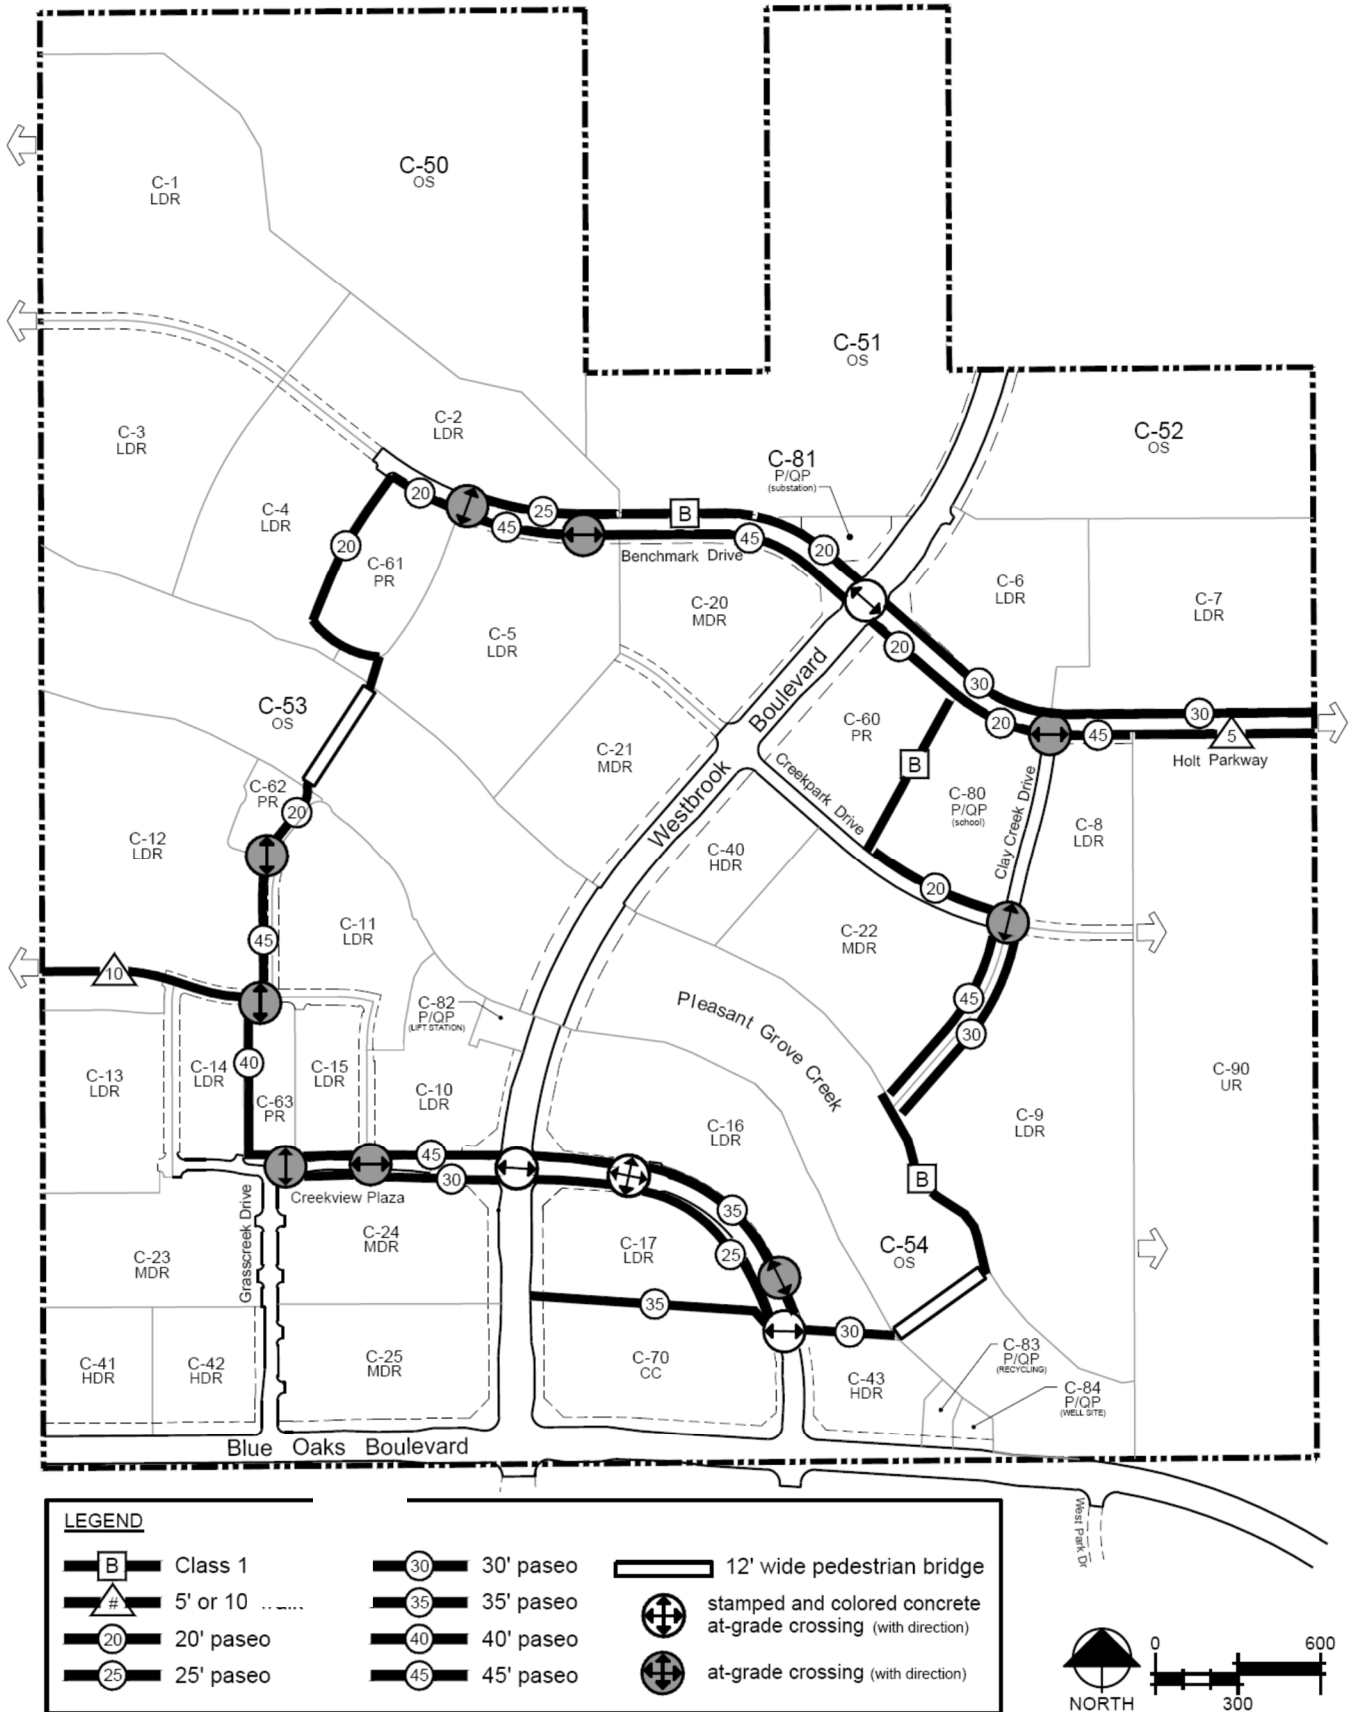 C-50
OS
C-1
LDR
C-51
OS
C-2
LDR
C-3
LDR
C-52
OS
C-81
P/QP
(substation)
C-4
LDR
20
25
B
45
45
20
Benchmark Drive
20
C-61
PR
C-6
LDR
C-7
LDR
C-20
MDR
C-5
LDR
20
Boulevard
30
C-53
OS
C-60
PR
20
30
45
5
Holt Parkway
C-21
MDR
B
Creekpark Drive
Westbrook
C-62
PR
20
C-80
P/QP
(school)
Clay Creek Drive
C-12
LDR
C-8
LDR
C-40
HDR
20
45
C-11
LDR
C-22
MDR
10
C-82
P/QP
(LIFT STATION)
45
30
Pleasant Grove Creek
C-13
LDR
C-14
LDR
40
C-15
LDR
C-63
PR
C-10
LDR
C-90
UR
C-9
LDR
C-16
LDR
45
30
B
Creekview Plaza
Grasscreek Drive
35
C-24
MDR
C-17
LDR
25
C-54
OS
C-23
MDR
35
30
C-41
HDR
C-42
HDR
C-25
MDR
C-70
CC
C-43
HDR
C-83
P/QP
(RECYCLING)
C-84
P/QP
(WELL SITE)
Blue Oaks Boulevard
West Park Dr
LEGEND
B Class 1
# 5' or 10
20 20' paseo
25 25' paseo
30 30' paseo
35 35' paseo
40 40' paseo
45 45' paseo
12' wide pedestrian bridge
stamped and colored concrete
at-grade crossing (with direction)
at-grade crossing (with direction)
NORTH
0
600
300